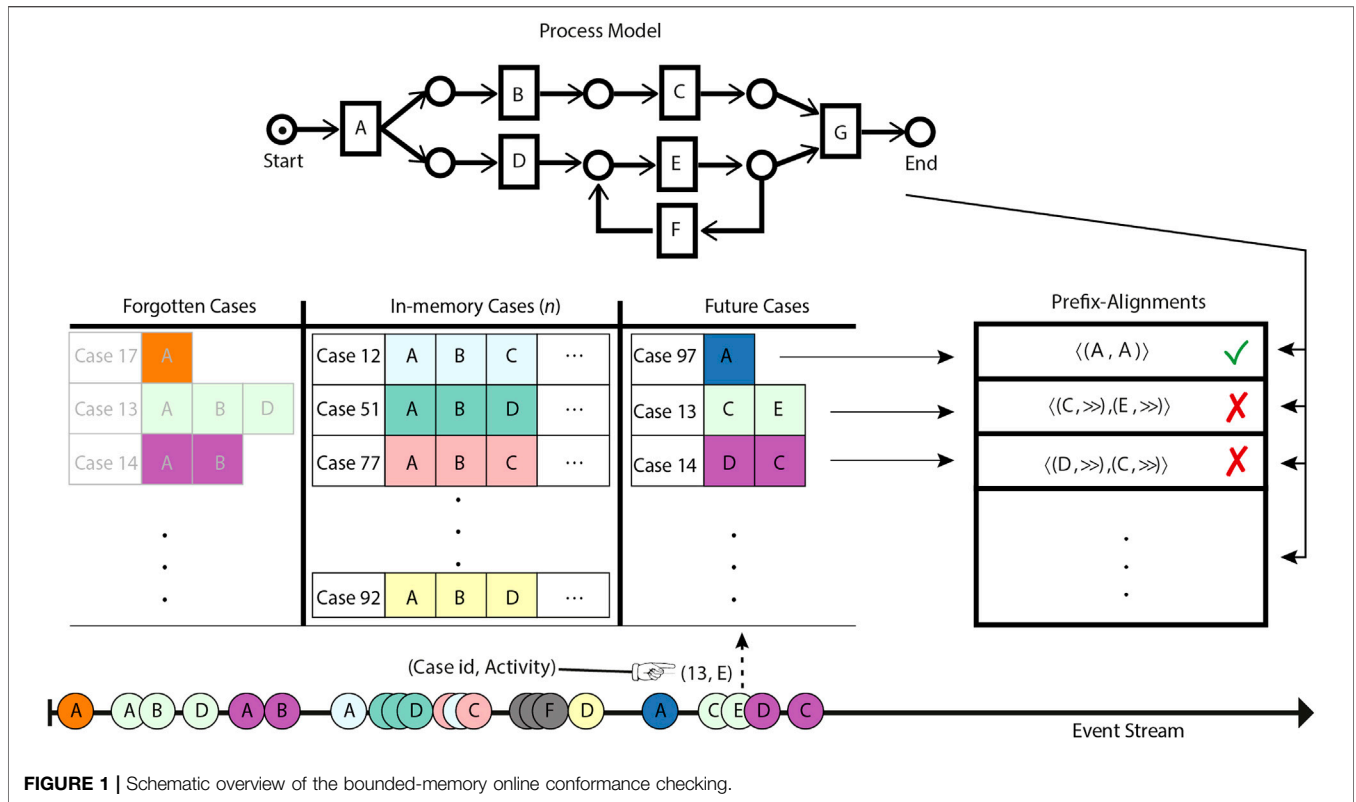 Process Model
B C
A G
Start End
D E
F
Forgotten Cases In-memory Cases (n) Future Cases Prefix-Alignments
Case 17 A Case 12 A B C ... Case 97 A ⟨(A, A)⟩ ✓
Case 13 A B D Case 51 A B D ... Case 13 C E ⟨(C,≫),(E,≫)⟩ ✗
Case 14 A B Case 77 A B C ... Case 14 D C ⟨(D,≫),(C,≫)⟩ ✗
Case 92 A B D ...
(Case id, Activity) (13, E)
A A B D A B A D C F D A C E D C
Event Stream
FIGURE 1 | Schematic overview of the bounded-memory online conformance checking.